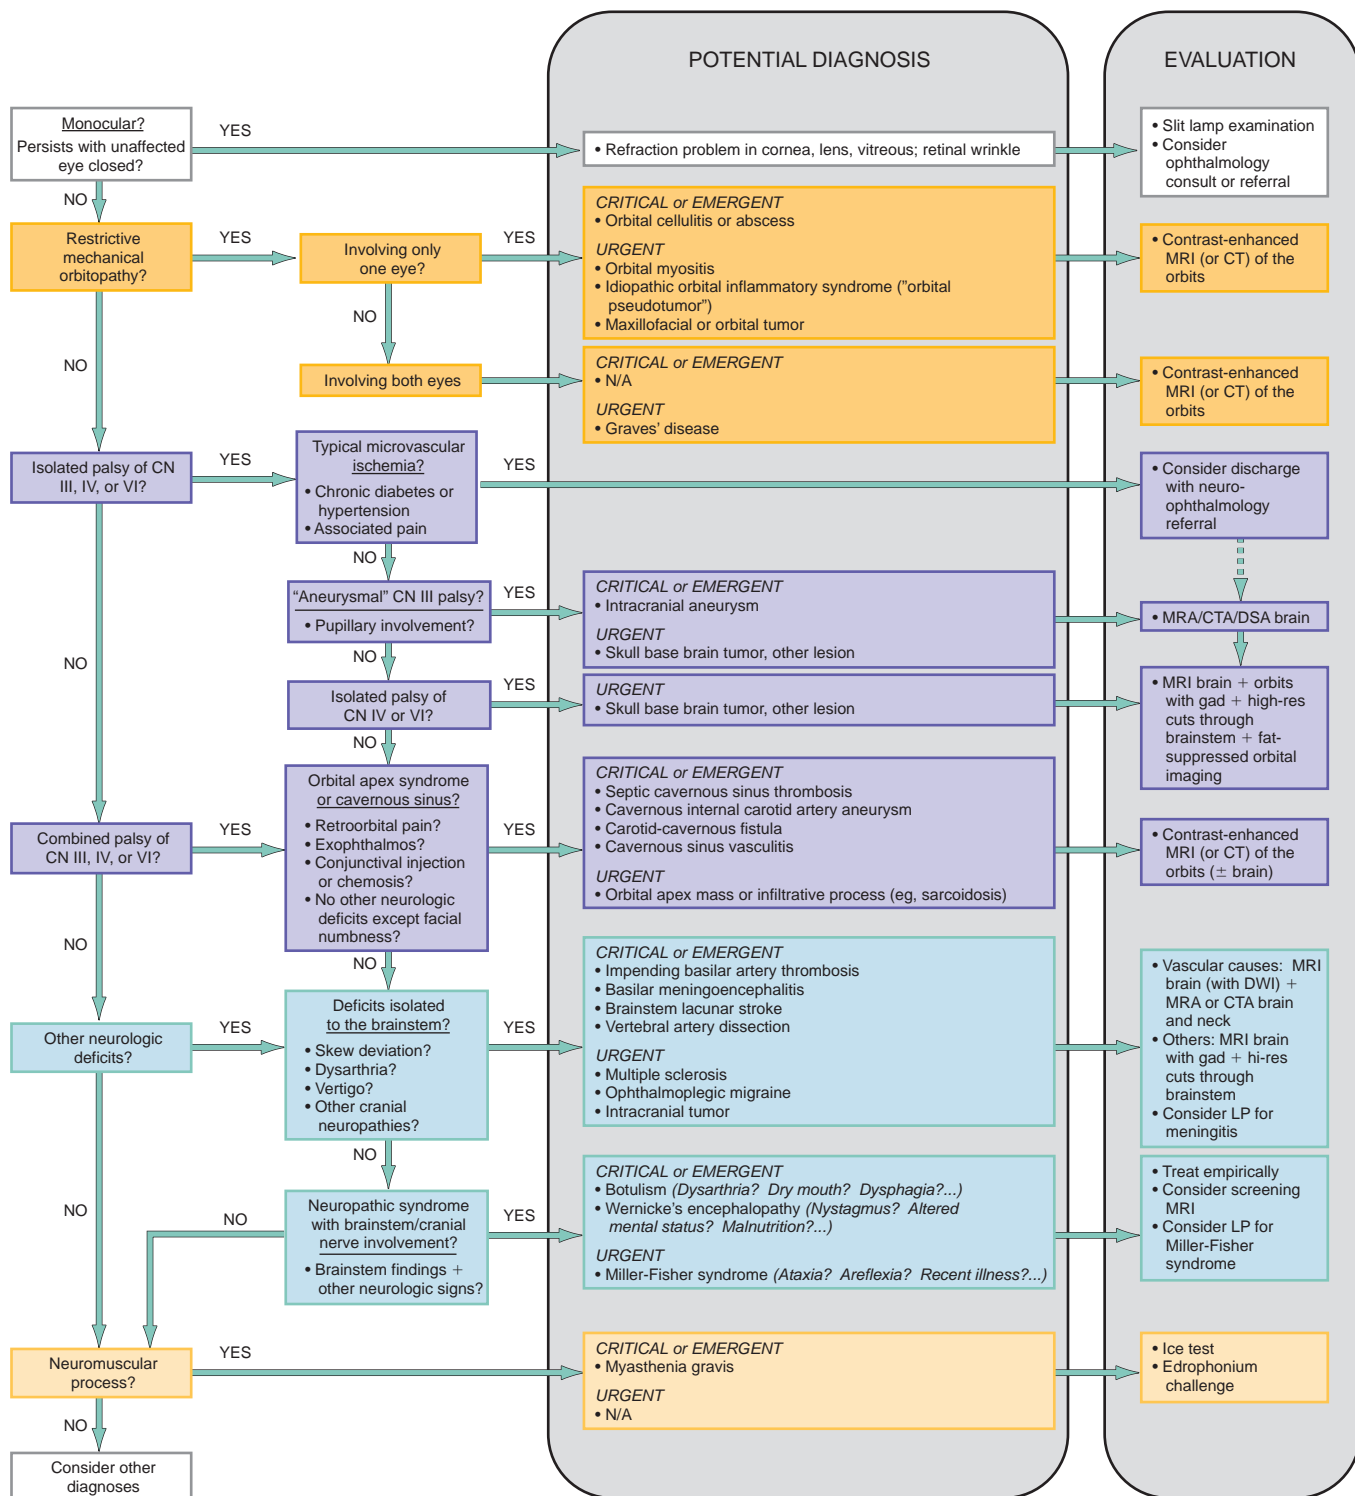 POTENTIAL DIAGNOSIS
EVALUATION
Monocular?
Persists with unaffected
eye closed?
YES
• Refraction problem in cornea, lens, vitreous; retinal wrinkle
• Slit lamp examination
• Consider
ophthalmology
consult or referral
NO
Restrictive
mechanical
orbitopathy?
YES
Involving only
one eye?
YES
CRITICAL or EMERGENT
• Orbital cellulitis or abscess
URGENT
• Orbital myositis
• Idiopathic orbital inflammatory syndrome ("orbital
pseudotumor")
• Maxillofacial or orbital tumor
• Contrast-enhanced
MRI (or CT) of the
orbits
NO
NO
Involving both eyes
CRITICAL or EMERGENT
• N/A
URGENT
• Graves' disease
• Contrast-enhanced
MRI (or CT) of the
orbits
Isolated palsy of CN
III, IV, or VI?
YES
Typical microvascular
ischemia?
• Chronic diabetes or
hypertension
• Associated pain
YES
• Consider discharge
with neuro-
ophthalmology
referral
NO
"Aneurysmal" CN III palsy?
• Pupillary involvement?
YES
CRITICAL or EMERGENT
• Intracranial aneurysm
URGENT
• Skull base brain tumor, other lesion
• MRA/CTA/DSA brain
NO
NO
Isolated palsy of
CN IV or VI?
YES
URGENT
• Skull base brain tumor, other lesion
• MRI brain + orbits
with gad + high-res
cuts through
brainstem + fat-
suppressed orbital
imaging
NO
Combined palsy of
CN III, IV, or VI?
YES
Orbital apex syndrome
or cavernous sinus?
• Retroorbital pain?
• Exophthalmos?
• Conjunctival injection
or chemosis?
• No other neurologic
deficits except facial
numbness?
YES
CRITICAL or EMERGENT
• Septic cavernous sinus thrombosis
• Cavernous internal carotid artery aneurysm
• Carotid-cavernous fistula
• Cavernous sinus vasculitis
URGENT
• Orbital apex mass or infiltrative process (eg, sarcoidosis)
• Contrast-enhanced
MRI (or CT) of the
orbits (± brain)
NO
NO
Other neurologic
deficits?
YES
Deficits isolated
to the brainstem?
• Skew deviation?
• Dysarthria?
• Vertigo?
• Other cranial
neuropathies?
YES
CRITICAL or EMERGENT
• Impending basilar artery thrombosis
• Basilar meningoencephalitis
• Brainstem lacunar stroke
• Vertebral artery dissection
URGENT
• Multiple sclerosis
• Ophthalmoplegic migraine
• Intracranial tumor
• Vascular causes: MRI
brain (with DWI) +
MRA or CTA brain
and neck
• Others: MRI brain
with gad + hi-res
cuts through
brainstem
• Consider LP for
meningitis
NO
NO
NO
Neuropathic syndrome
with brainstem/cranial
nerve involvement?
• Brainstem findings +
other neurologic signs?
YES
CRITICAL or EMERGENT
• Botulism (Dysarthria? Dry mouth? Dysphagia?...)
• Wernicke's encephalopathy (Nystagmus? Altered
mental status? Malnutrition?...)
URGENT
• Miller-Fisher syndrome (Ataxia? Areflexia? Recent illness?...)
• Treat empirically
• Consider screening
MRI
• Consider LP for
Miller-Fisher
syndrome
Neuromuscular
process?
YES
CRITICAL or EMERGENT
• Myasthenia gravis
URGENT
• N/A
• Ice test
• Edrophonium
challenge
NO
Consider other
diagnoses